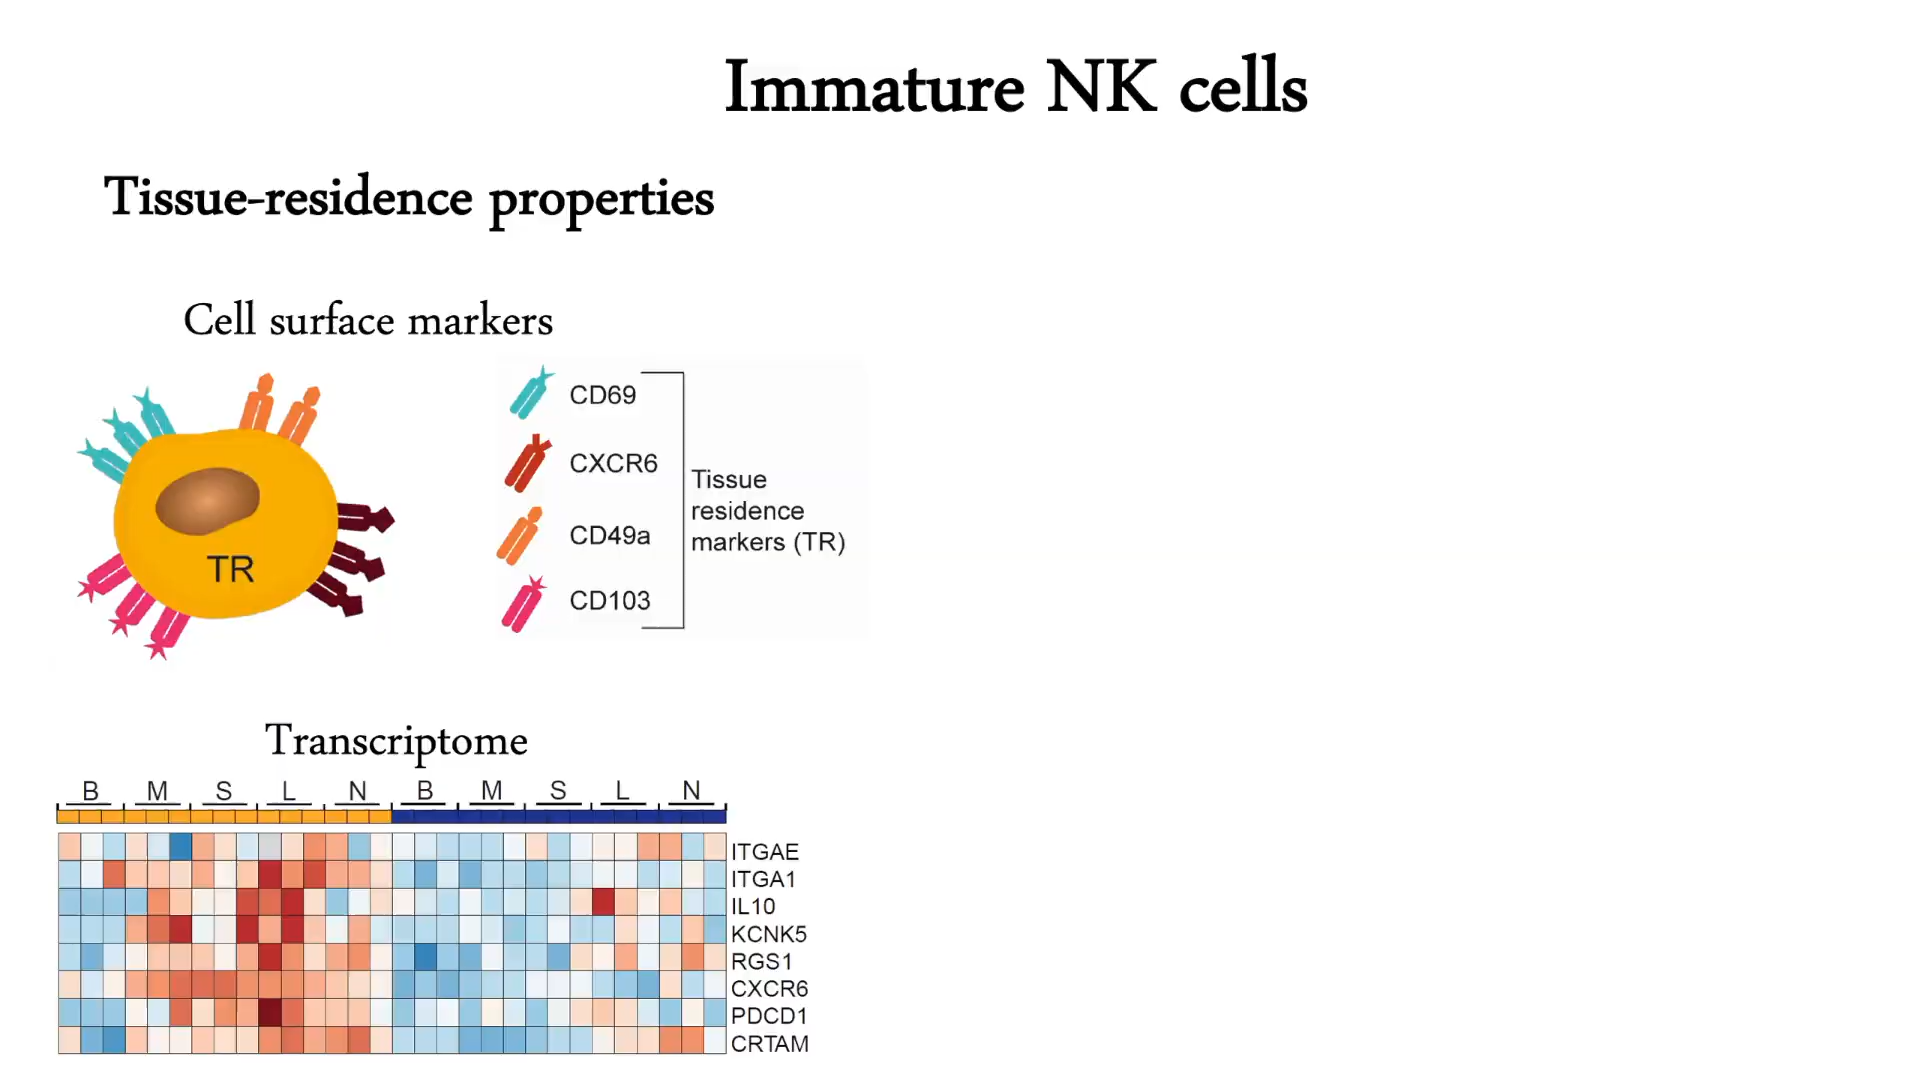 Immature NK cells
Tissue-residence properties
Cell surface markers
CD69
CXCR6
CD49a
CD103
Tissue
residence
markers (TR)
TR
Transcriptome
B M S L N B M S L N
ITGAE
ITGA1
IL10
KCNK5
RGS1
CXCR6
PDCD1
CRTAM